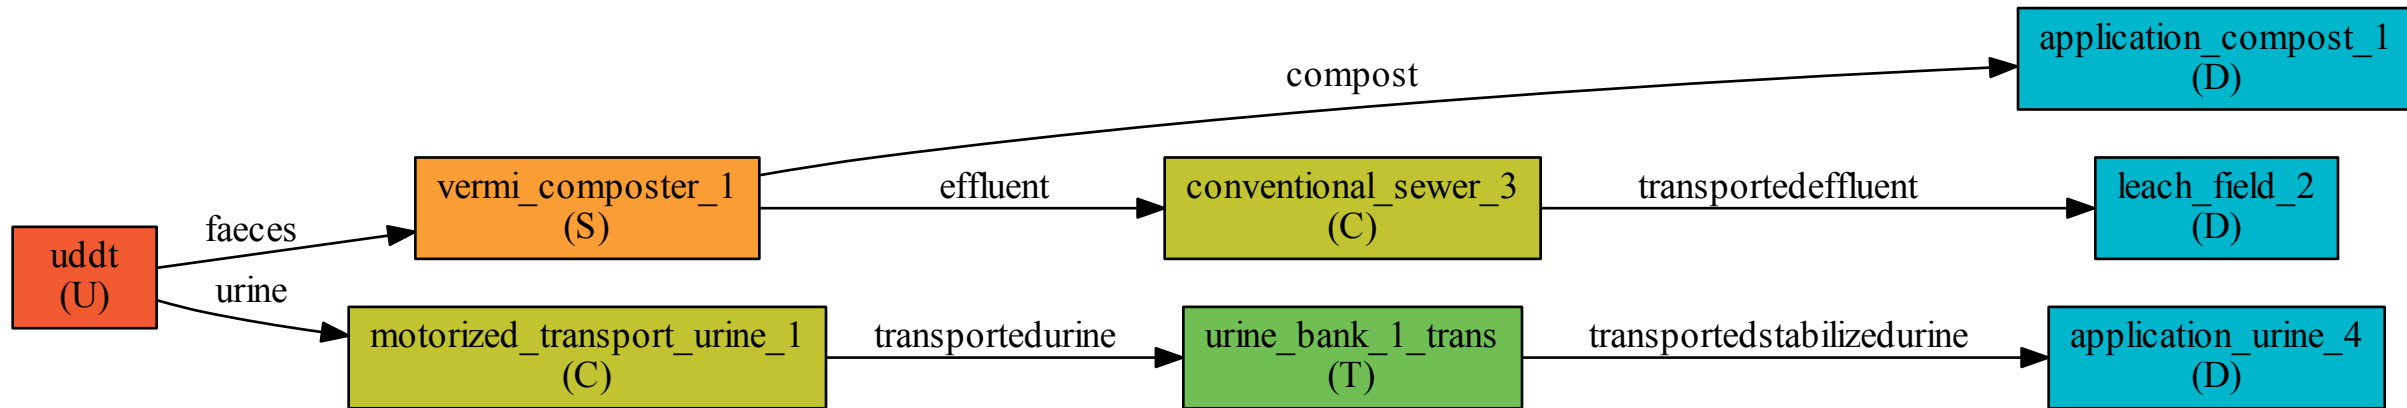 application_compost_1
(D)
compost
vermi_composter_1
(S)
effluent
conventional_sewer_3
(C)
transportedeffluent
leach_field_2
(D)
faeces
uddt
(U)
urine
motorized_transport_urine_1
(C)
transportedurine
urine_bank_1_trans
(T)
transportedstabilizedurine
application_urine_4
(D)